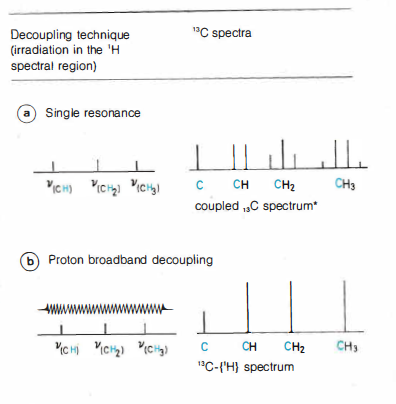 Decoupling technique
(irradiation in the ¹H
spectral region)
¹³C spectra
a Single resonance
ν(CH) ν(CH₂) ν(CH₃)
C CH CH₂ CH₃
coupled ₁₃C spectrum*
b Proton broadband decoupling
ν(CH) ν(CH₂) ν(CH₃)
C CH CH₂ CH₃
¹³C-{¹H} spectrum